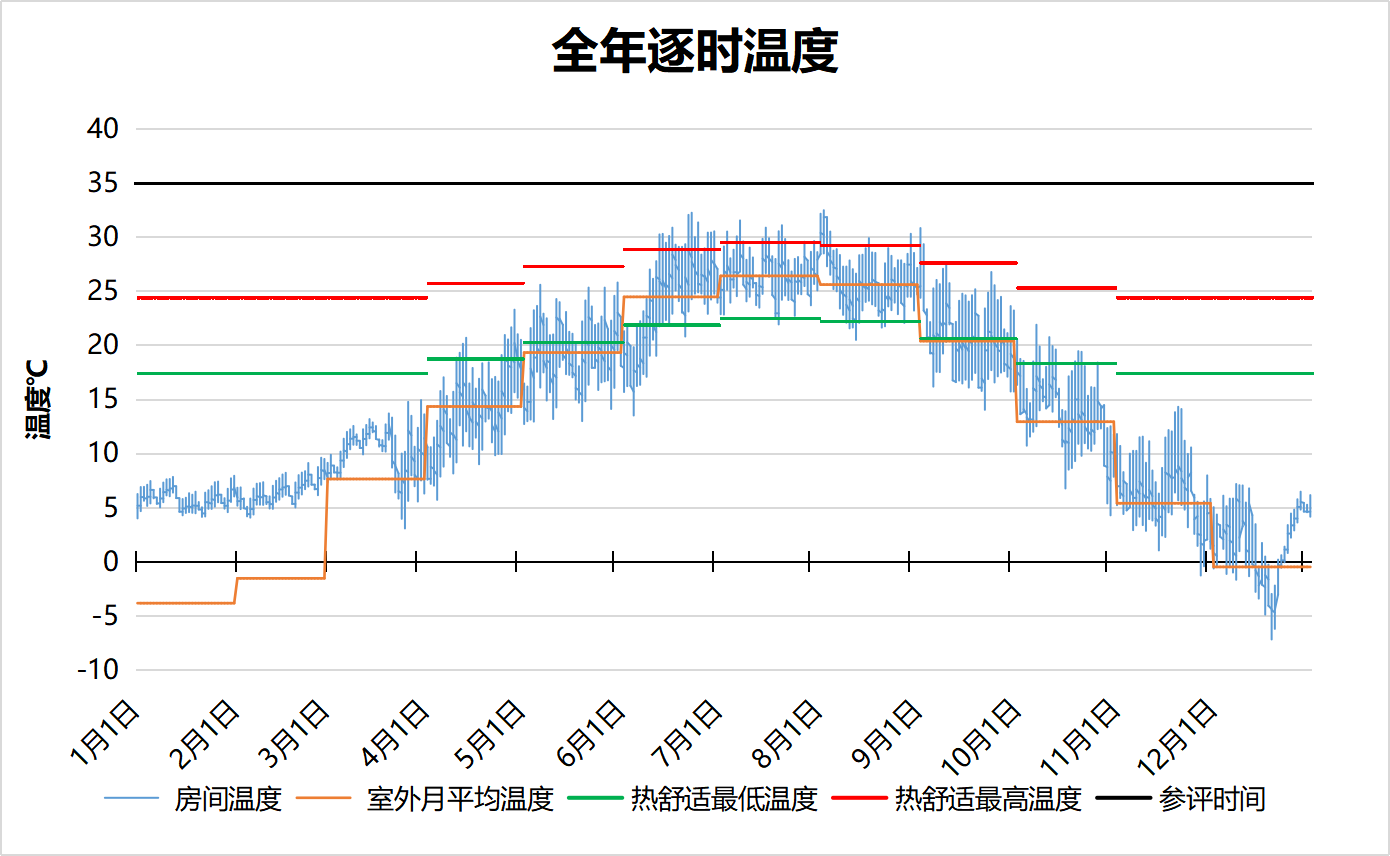 全年逐时温度
40
35
30
25
20
15
10
5
0
-5
-10
温度℃
1月1日
2月1日
3月1日
4月1日
5月1日
6月1日
7月1日
8月1日
9月1日
10月1日
11月1日
12月1日
房间温度 室外月平均温度 热舒适最低温度 热舒适最高温度 参评时间